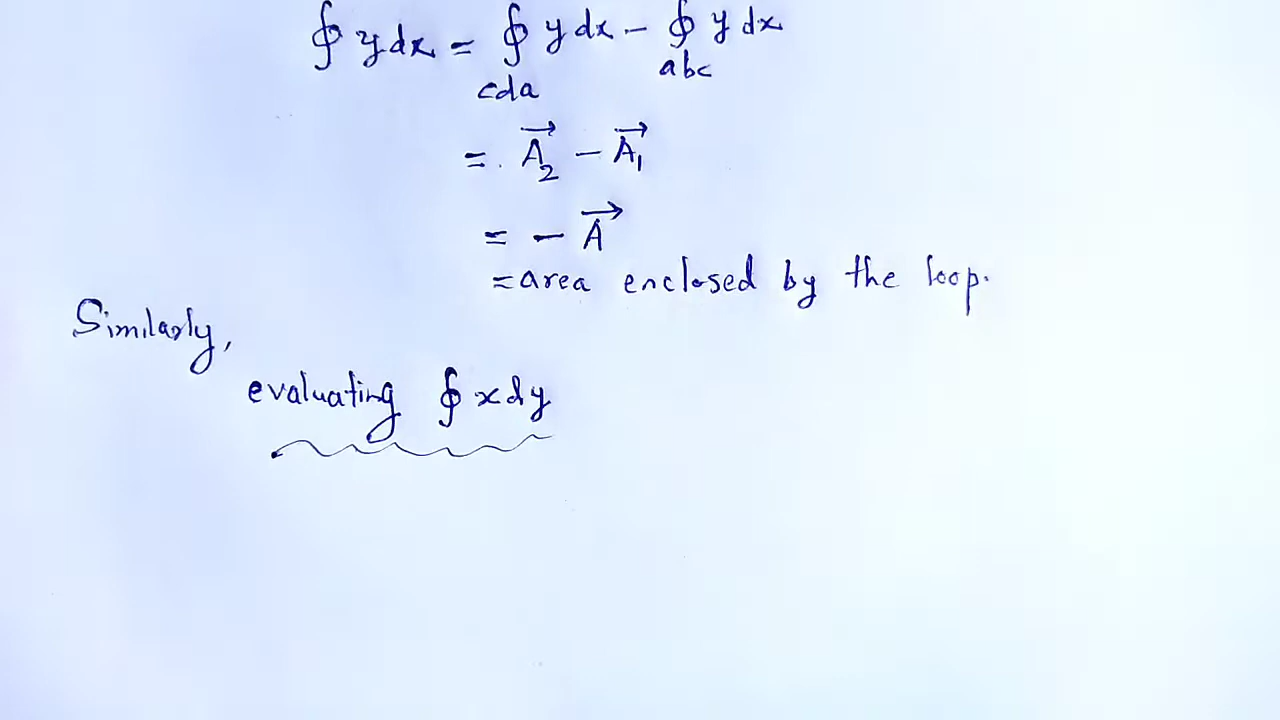 ∮ y dx = ∮ y dx − ∮ y dx
cda abc
= A⃗₂ − A⃗₁
= − A⃗
= area enclosed by the loop.
Similarly,
evaluating ∮ x dy